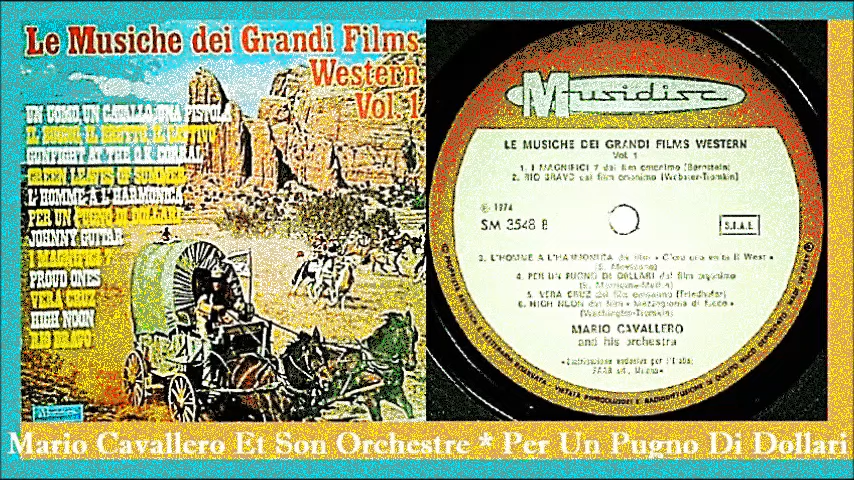 Le Musiche dei Grandi Films
Western
Vol. 1
UN UOMO, UN CAVALLO, UNA PISTOLA
IL BUONO, IL BRUTTO, IL CATTIVO
GUNFIGHT AT THE O.K. CORRAL
GREEN LEAVES OF SUMMER
L'HOMME A L'HARMONICA
PER UN PUGNO DI DOLLARI
JOHNNY GUITAR
I MAGNIFICI 7
PROUD ONES
VERA CRUZ
HIGH NOON
RIO BRAVO
Musidisc
LE MUSICHE DEI GRANDI FILMS WESTERN
Vol. 1
1. I MAGNIFICI 7 dal film omonimo (Bernstein)
2. RIO BRAVO dal film omonimo (Webster-Tiomkin)
℗ 1974
SM 3548 B
S.I.A.E.
3. L'HOMME A L'HARMONICA dal film « C'era una volta il West »
4. PER UN PUGNO DI DOLLARI dal film omonimo
5. VERA CRUZ dal film omonimo (Friedhofer)
6. HIGH NOON dal film « Mezzogiorno di fuoco »
(Washington-Tiomkin)
MARIO CAVALLERO
and his orchestra
Mario Cavallero Et Son Orchestre * Per Un Pugno Di Dollari